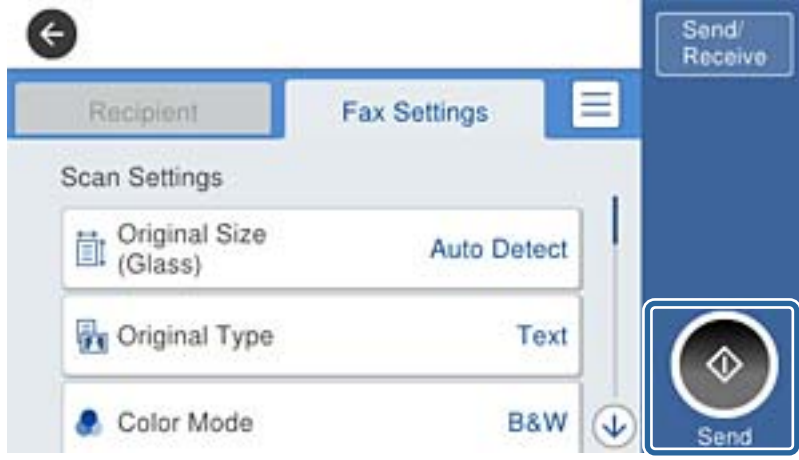 Send/
Receive
Recipient
Fax Settings
Scan Settings
Original Size
(Glass)
Auto Detect
Original Type
Text
Color Mode
B&W
Send